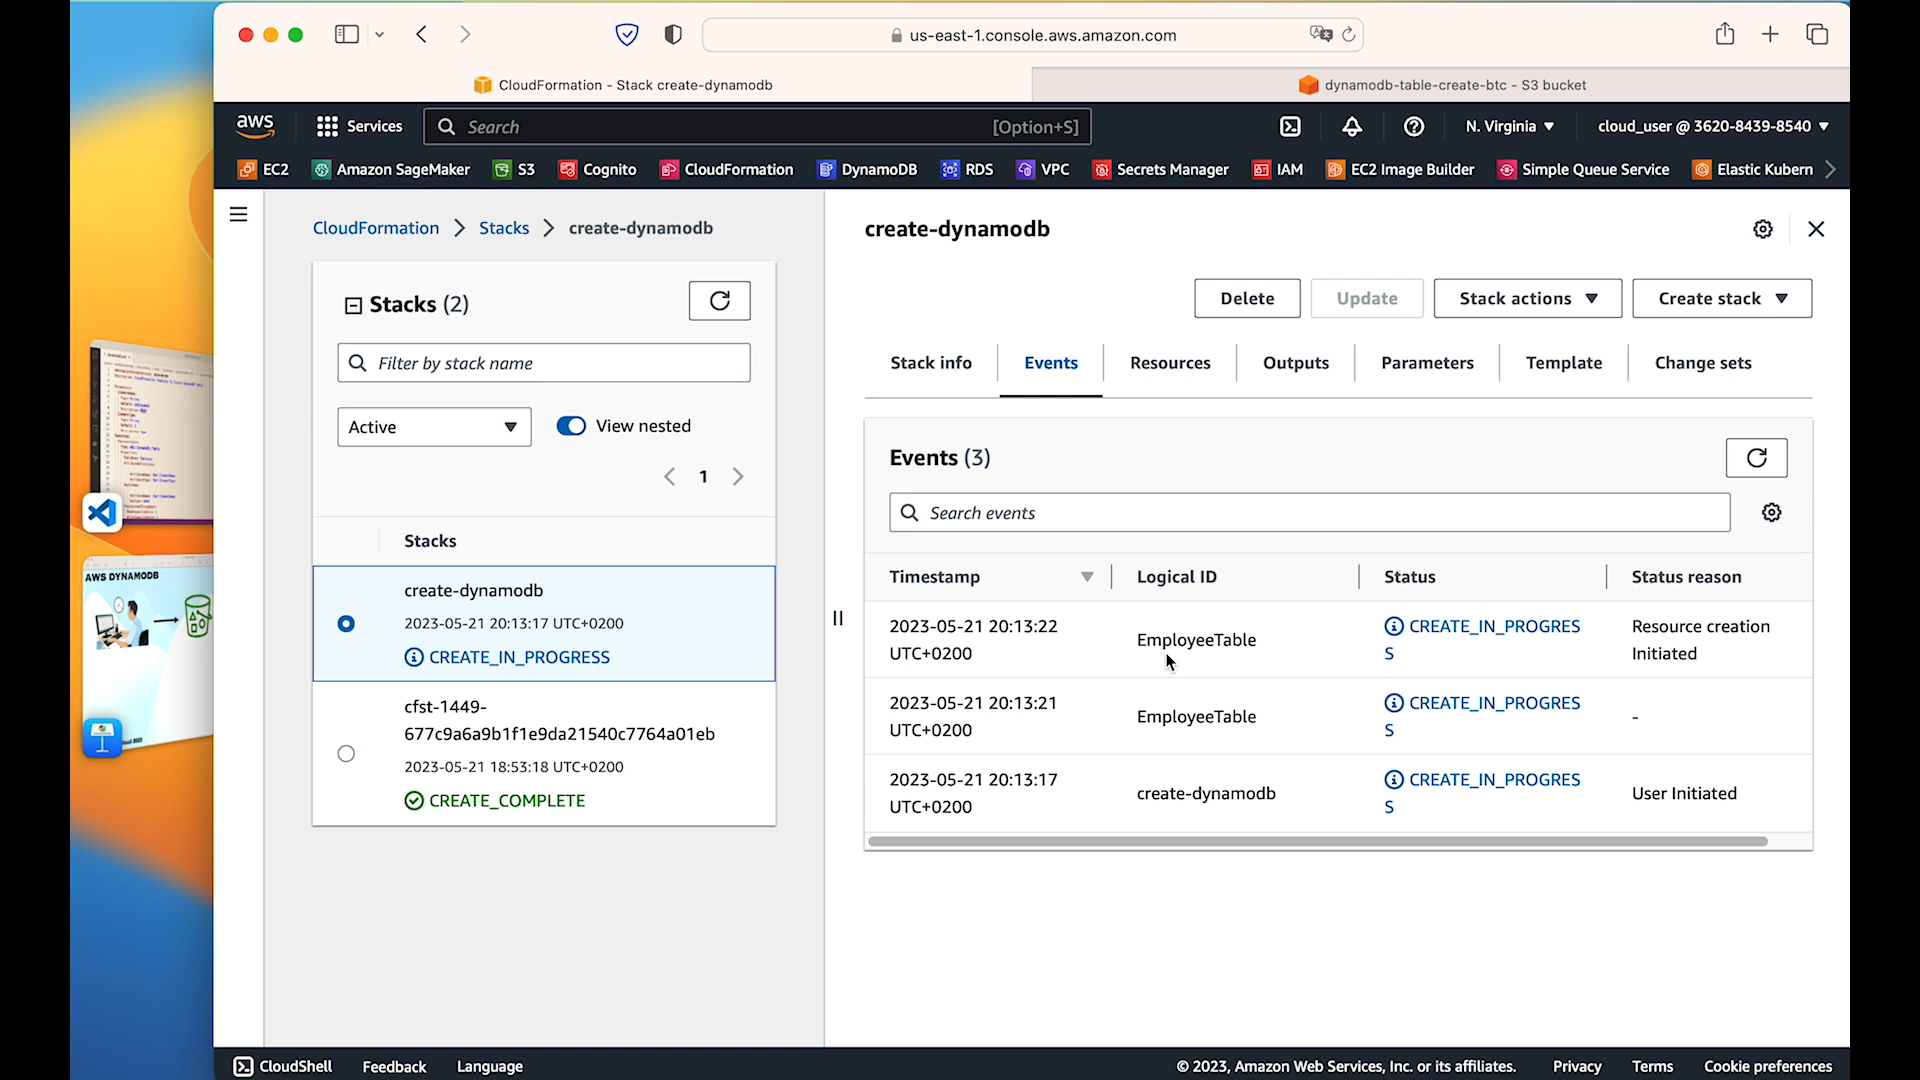 us-east-1.console.aws.amazon.com
CloudFormation - Stack create-dynamodb
dynamodb-table-create-btc - S3 bucket
aws
Services
Search
[Option+S]
N. Virginia
cloud_user @ 3620-8439-8540
EC2
Amazon SageMaker
S3
Cognito
CloudFormation
DynamoDB
RDS
VPC
Secrets Manager
IAM
EC2 Image Builder
Simple Queue Service
Elastic Kubern
CloudFormation
Stacks
create-dynamodb
Stacks (2)
Filter by stack name
Active
View nested
1
Stacks
create-dynamodb
2023-05-21 20:13:17 UTC+0200
CREATE_IN_PROGRESS
cfst-1449-
677c9a6a9b1f1e9da21540c7764a01eb
2023-05-21 18:53:18 UTC+0200
CREATE_COMPLETE
create-dynamodb
Delete
Update
Stack actions
Create stack
Stack info
Events
Resources
Outputs
Parameters
Template
Change sets
Events (3)
Search events
Timestamp
Logical ID
Status
Status reason
2023-05-21 20:13:22
UTC+0200
EmployeeTable
CREATE_IN_PROGRES
S
Resource creation
Initiated
2023-05-21 20:13:21
UTC+0200
EmployeeTable
CREATE_IN_PROGRES
S
-
2023-05-21 20:13:17
UTC+0200
create-dynamodb
CREATE_IN_PROGRES
S
User Initiated
AWS DYNAMODB
CloudShell
Feedback
Language
© 2023, Amazon Web Services, Inc. or its affiliates.
Privacy
Terms
Cookie preferences